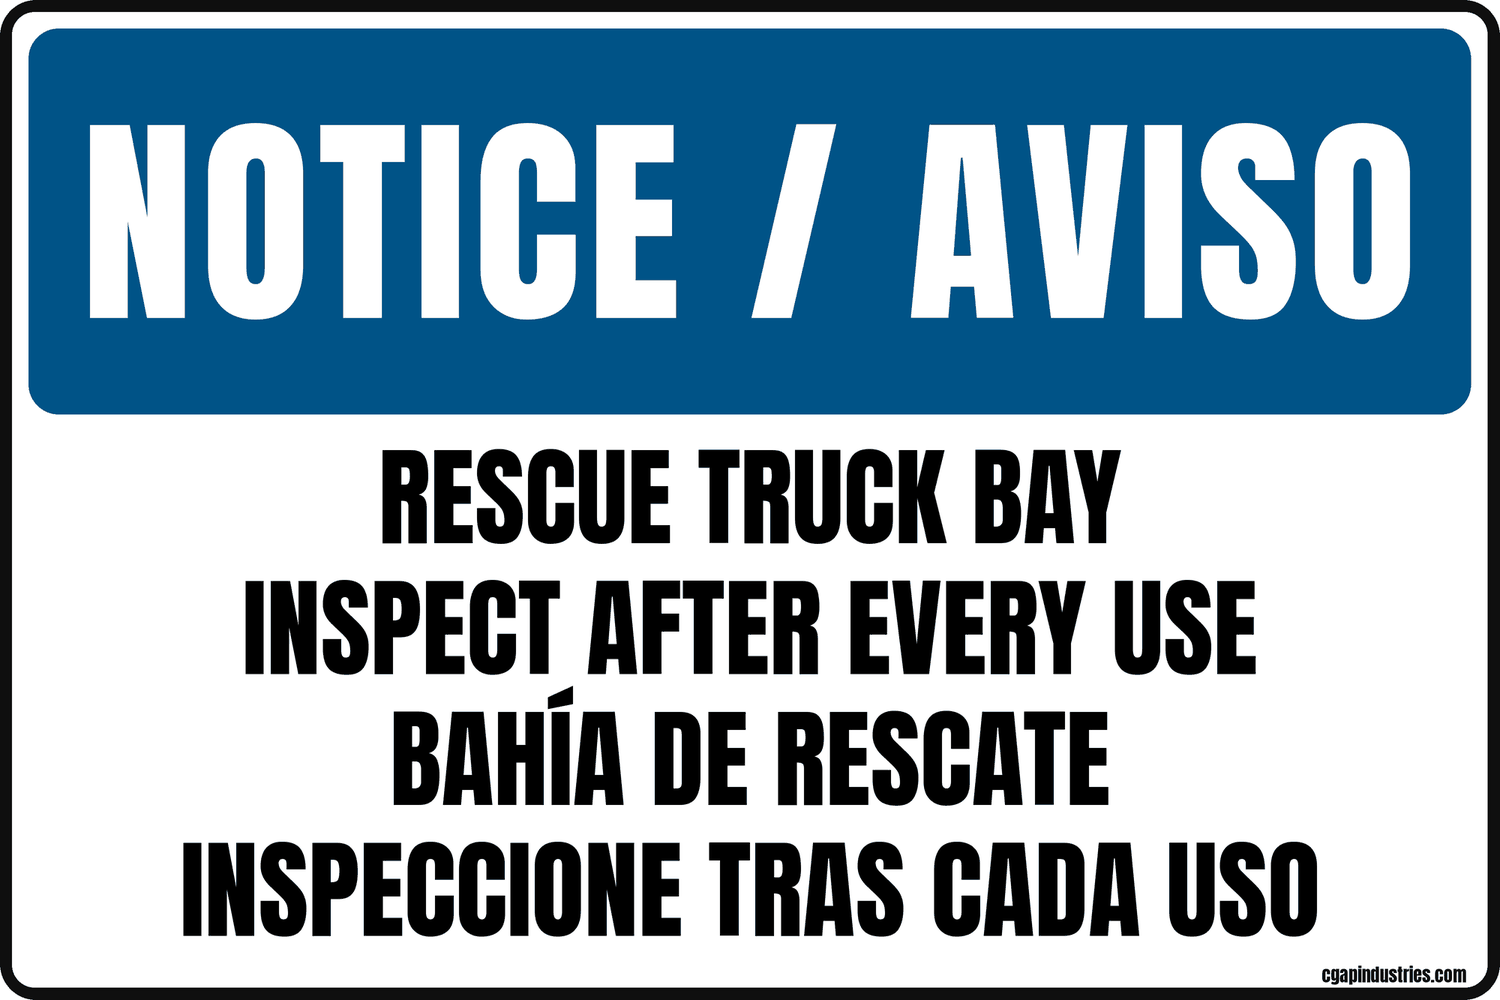 NOTICE / AVISO
RESCUE TRUCK BAY
INSPECT AFTER EVERY USE
BAHÍA DE RESCATE
INSPECCIONE TRAS CADA USO
cgapindustries.com